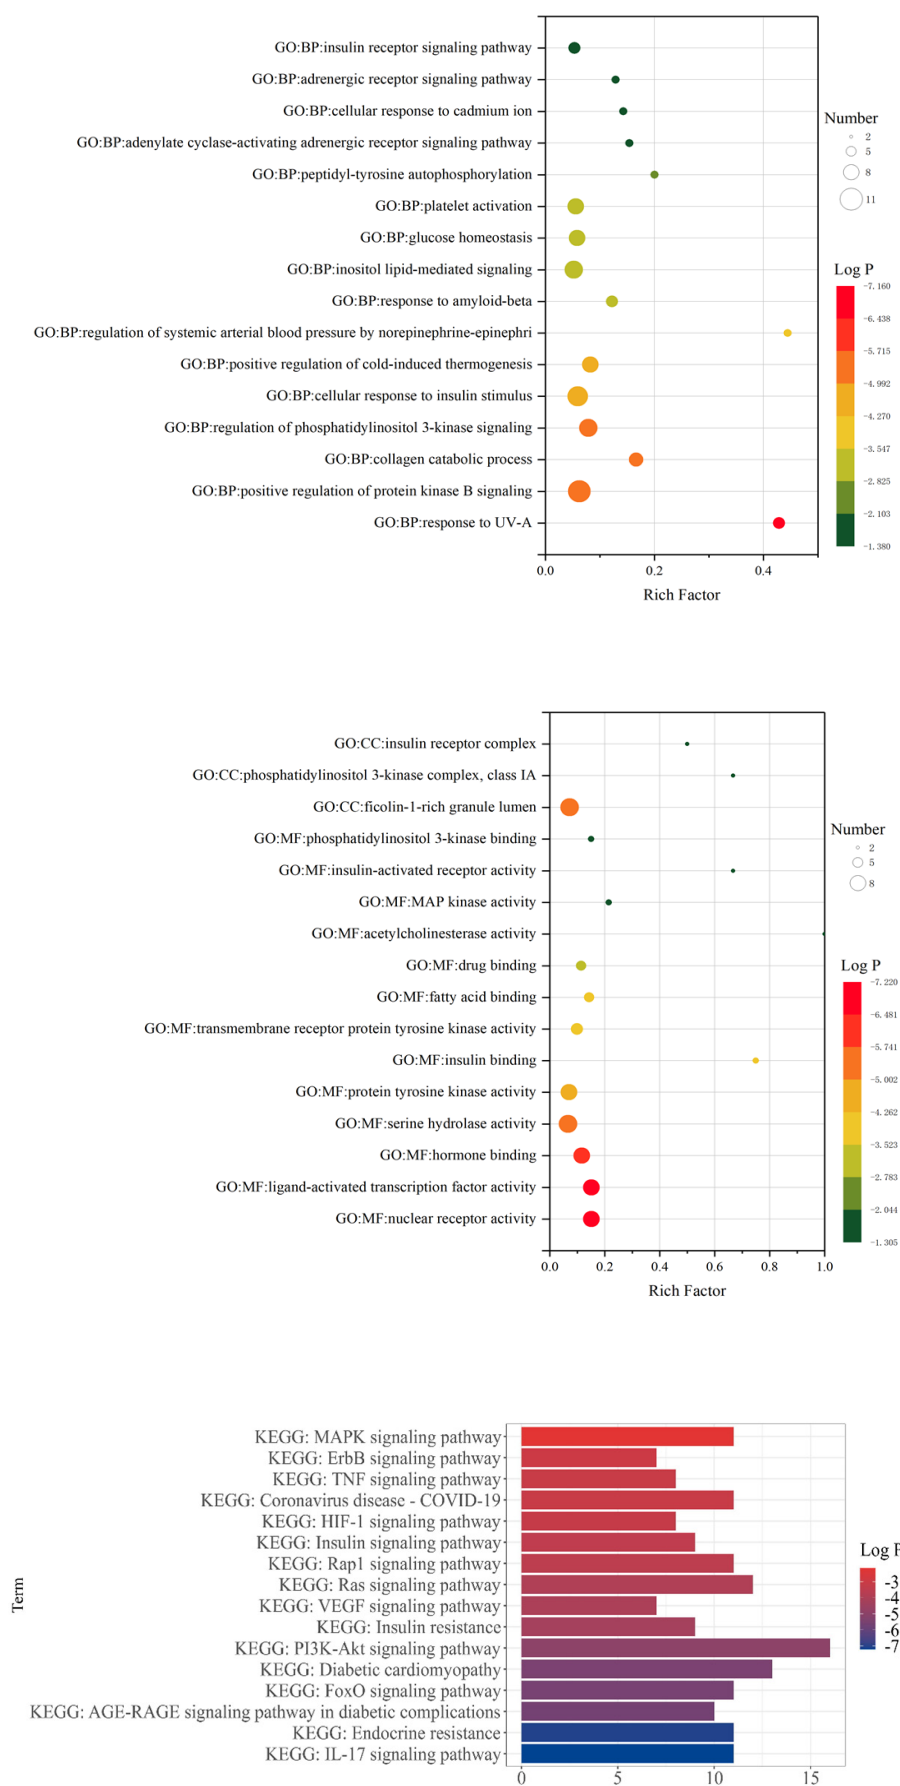 GO:BP:insulin receptor signaling pathway
GO:BP:adrenergic receptor signaling pathway
GO:BP:cellular response to cadmium ion
GO:BP:adenylate cyclase-activating adrenergic receptor signaling pathway
GO:BP:peptidyl-tyrosine autophosphorylation
GO:BP:platelet activation
GO:BP:glucose homeostasis
GO:BP:inositol lipid-mediated signaling
GO:BP:response to amyloid-beta
GO:BP:regulation of systemic arterial blood pressure by norepinephrine-epinephri
GO:BP:positive regulation of cold-induced thermogenesis
GO:BP:cellular response to insulin stimulus
GO:BP:regulation of phosphatidylinositol 3-kinase signaling
GO:BP:collagen catabolic process
GO:BP:positive regulation of protein kinase B signaling
GO:BP:response to UV-A
0.0 0.2 0.4
Rich Factor
Number
2
5
8
11
Log P
-7.160
-6.438
-5.715
-4.992
-4.270
-3.547
-2.825
-2.103
-1.380
GO:CC:insulin receptor complex
GO:CC:phosphatidylinositol 3-kinase complex, class IA
GO:CC:ficolin-1-rich granule lumen
GO:MF:phosphatidylinositol 3-kinase binding
GO:MF:insulin-activated receptor activity
GO:MF:MAP kinase activity
GO:MF:acetylcholinesterase activity
GO:MF:drug binding
GO:MF:fatty acid binding
GO:MF:transmembrane receptor protein tyrosine kinase activity
GO:MF:insulin binding
GO:MF:protein tyrosine kinase activity
GO:MF:serine hydrolase activity
GO:MF:hormone binding
GO:MF:ligand-activated transcription factor activity
GO:MF:nuclear receptor activity
0.0 0.2 0.4 0.6 0.8 1.0
Rich Factor
Number
2
5
8
Log P
-7.220
-6.481
-5.741
-5.002
-4.262
-3.523
-2.783
-2.044
-1.305
Term
KEGG: MAPK signaling pathway
KEGG: ErbB signaling pathway
KEGG: TNF signaling pathway
KEGG: Coronavirus disease - COVID-19
KEGG: HIF-1 signaling pathway
KEGG: Insulin signaling pathway
KEGG: Rap1 signaling pathway
KEGG: Ras signaling pathway
KEGG: VEGF signaling pathway
KEGG: Insulin resistance
KEGG: PI3K-Akt signaling pathway
KEGG: Diabetic cardiomyopathy
KEGG: FoxO signaling pathway
KEGG: AGE-RAGE signaling pathway in diabetic complications
KEGG: Endocrine resistance
KEGG: IL-17 signaling pathway
0 5 10 15
Log P
-3
-4
-5
-6
-7